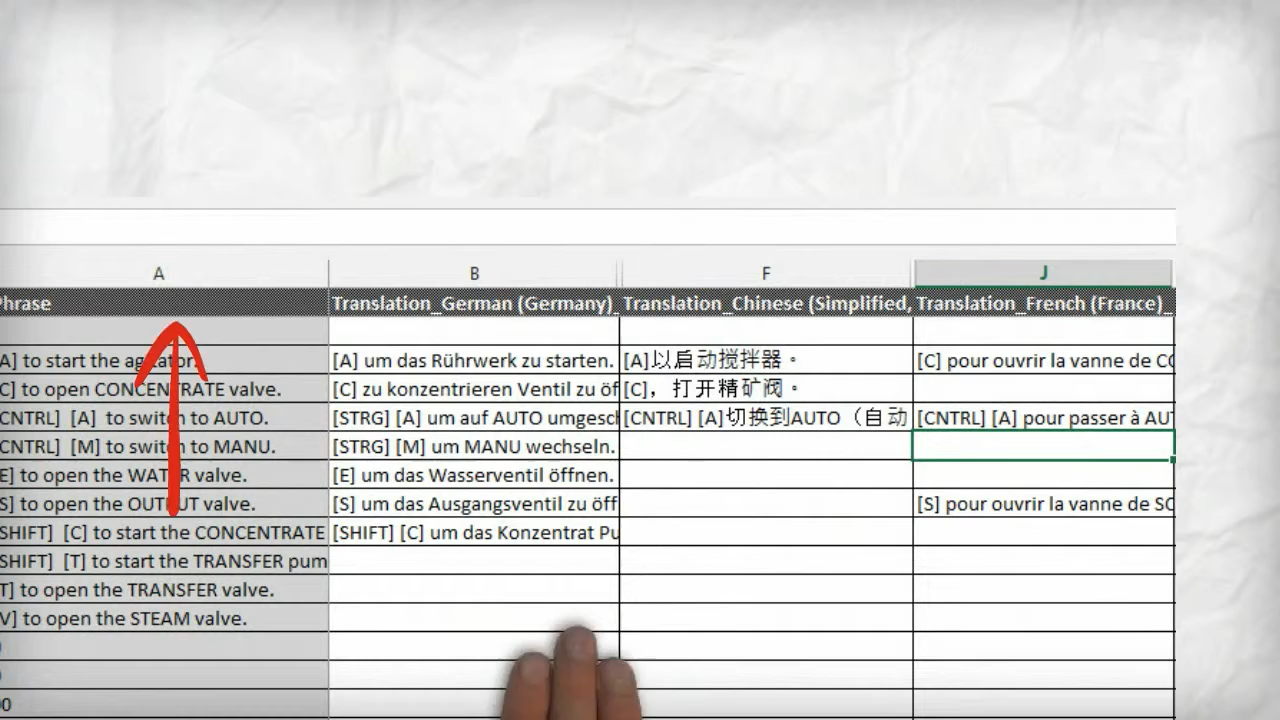 A B F J
Phrase Translation_German (Germany)_ Translation_Chinese (Simplified, Translation_French (France)_
A] to start the agitator. [A] um das Rührwerk zu starten. [A]以启动搅拌器。 [C] pour ouvrir la vanne de CO
C] to open CONCENTRATE valve. [C] zu konzentrieren Ventil zu öf [C]，打开精矿阀。
CNTRL] [A] to switch to AUTO. [STRG] [A] um auf AUTO umgesch [CNTRL] [A]切换到AUTO（自动 [CNTRL] [A] pour passer à AUT
CNTRL] [M] to switch to MANU. [STRG] [M] um MANU wechseln.
E] to open the WATER valve. [E] um das Wasserventil öffnen.
S] to open the OUTPUT valve. [S] um das Ausgangsventil zu öff [S] pour ouvrir la vanne de SO
SHIFT] [C] to start the CONCENTRATE [SHIFT] [C] um das Konzentrat Pu
SHIFT] [T] to start the TRANSFER pum
T] to open the TRANSFER valve.
V] to open the STEAM valve.
00